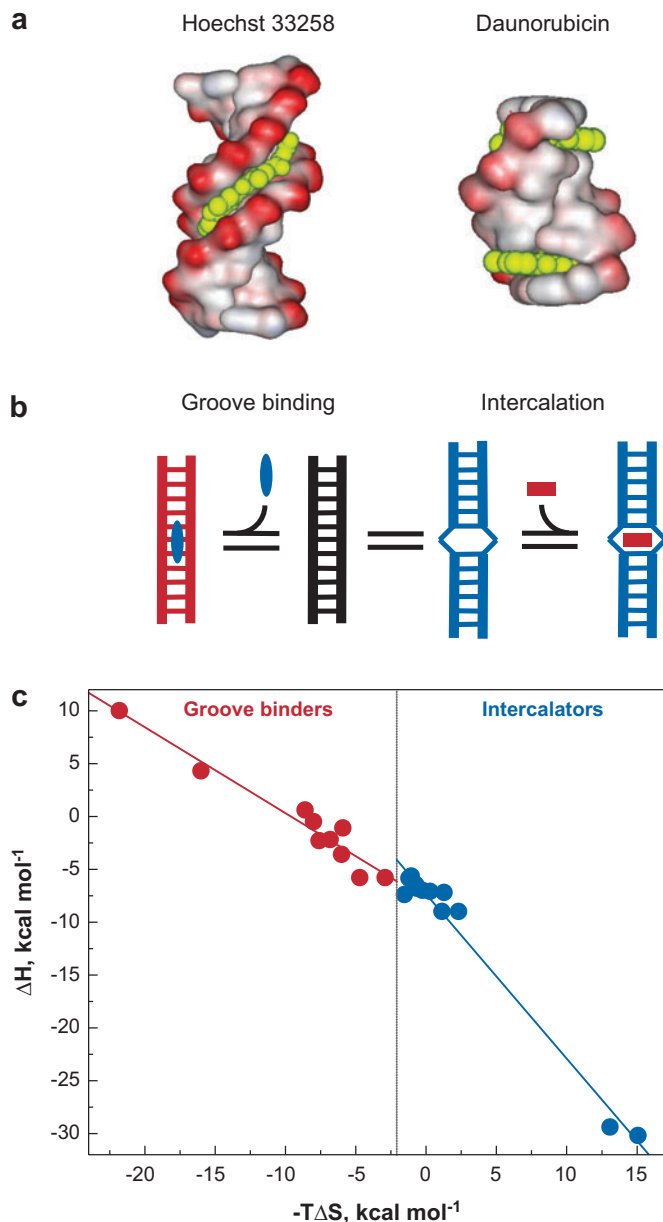 a
Hoechst 33258 Daunorubicin
b
Groove binding Intercalation
c
Groove binders Intercalators
10
5
0
-5
-10
-15
-20
-25
-30
ΔH, kcal mol⁻¹
-20 -15 -10 -5 0 5 10 15
-TΔS, kcal mol⁻¹